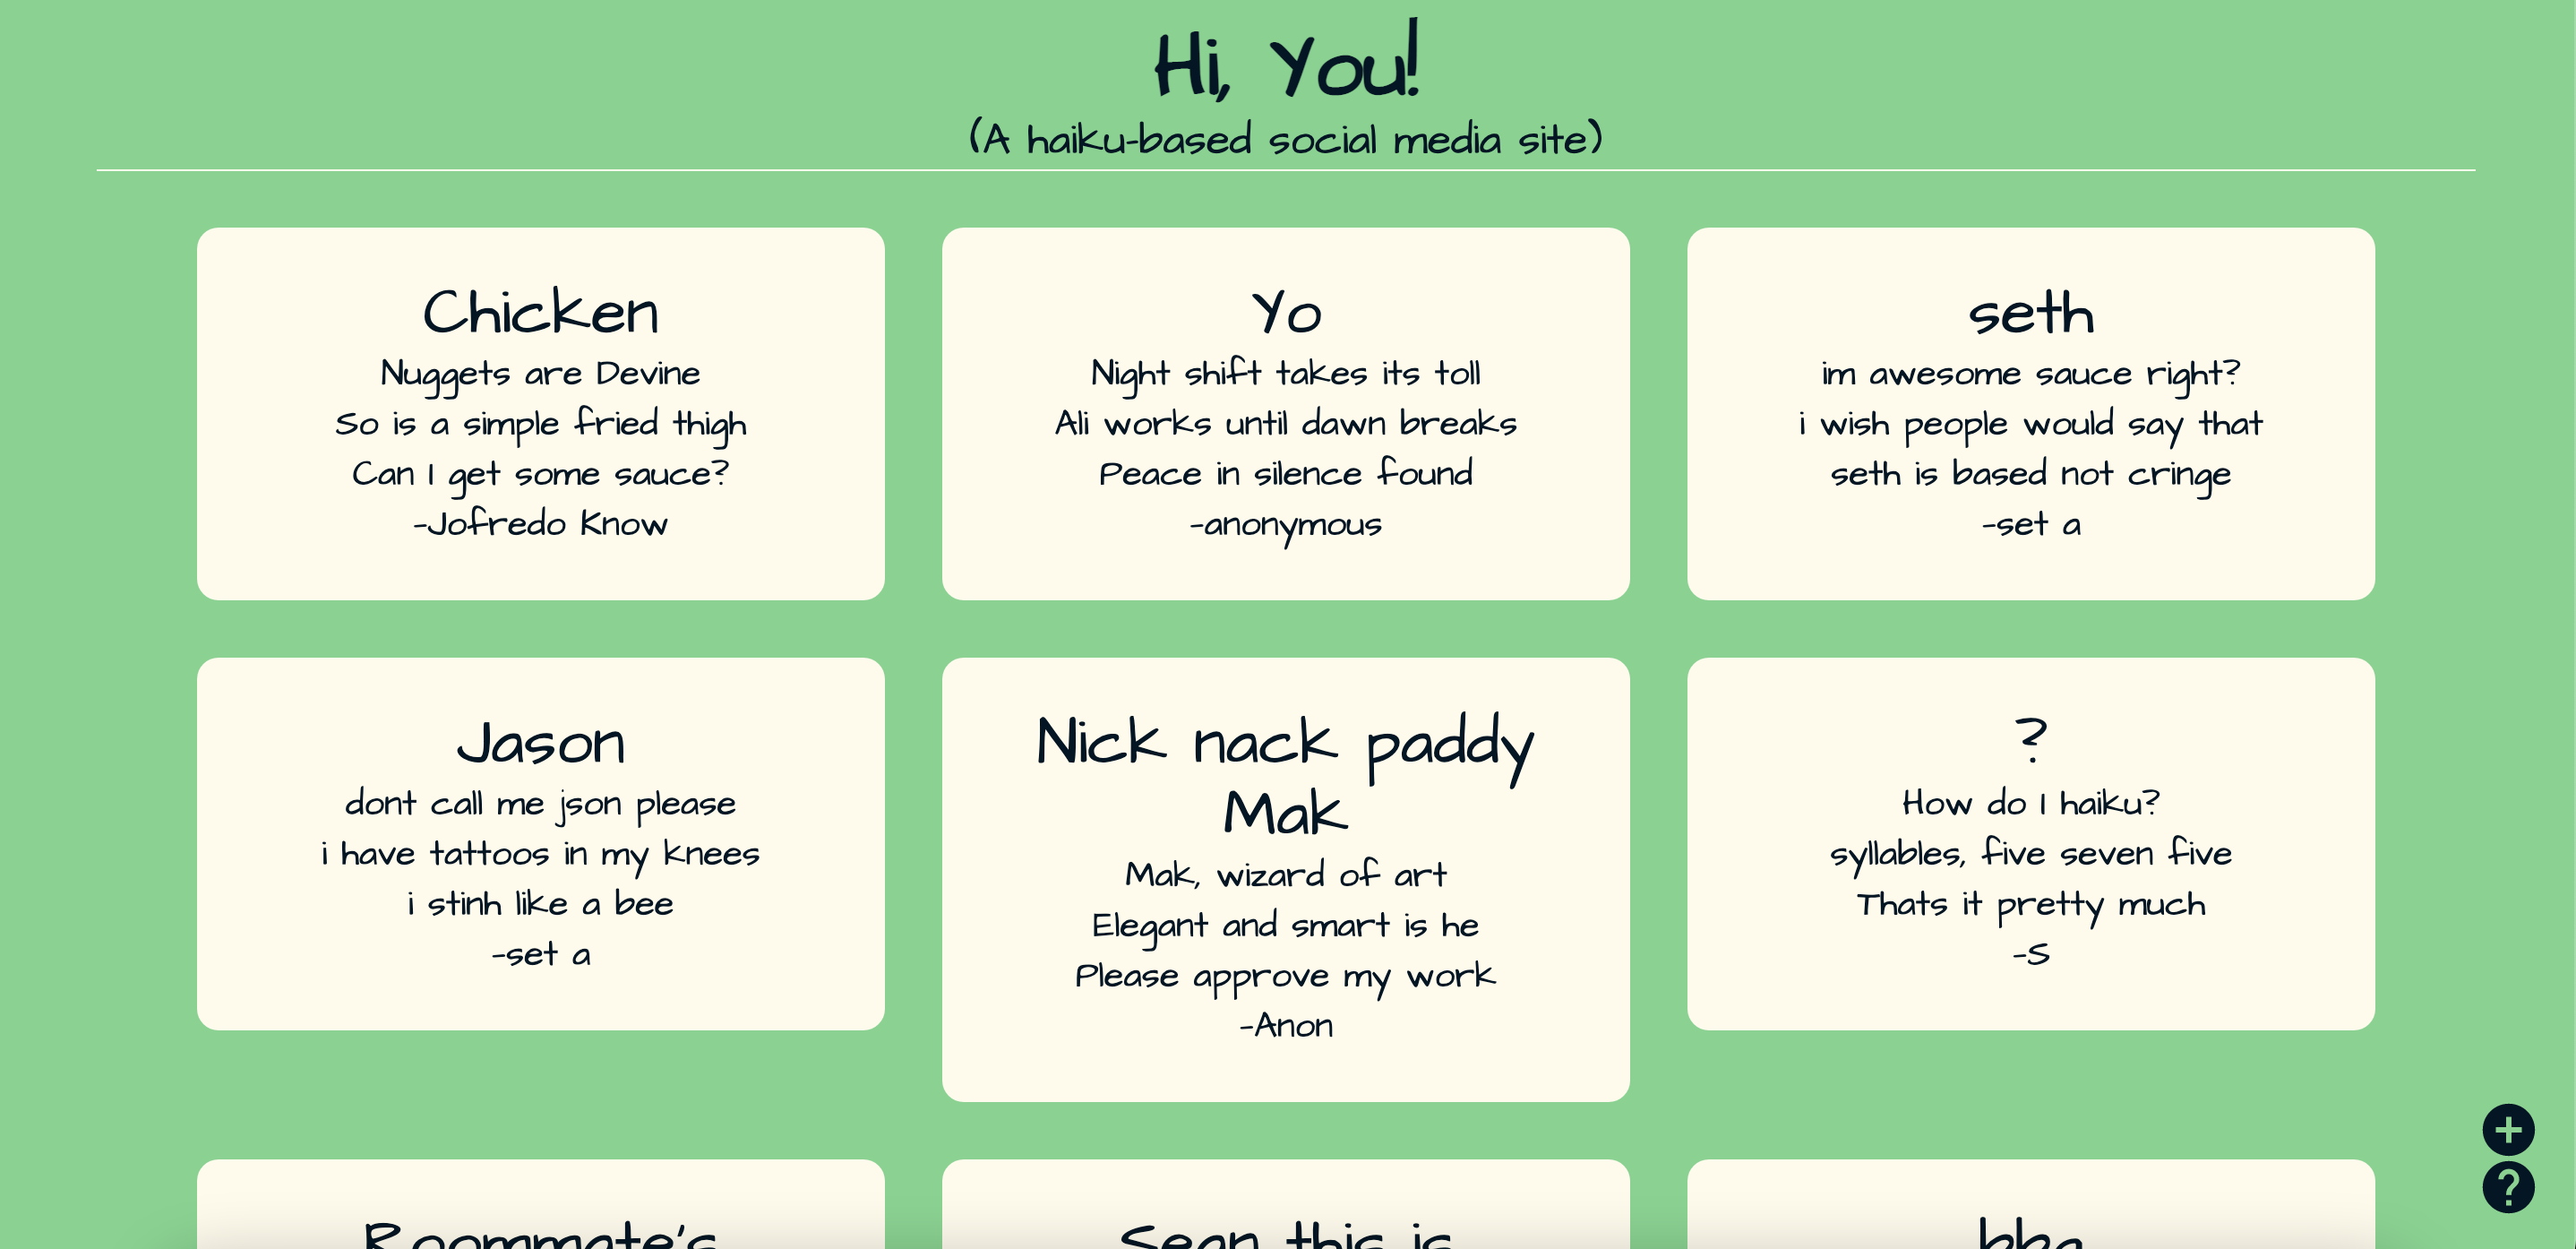 Hi, You!
(A haiku-based social media site)
Chicken
Nuggets are Devine
So is a simple fried thigh
Can I get some sauce?
-Jofredo Know
Yo
Night shift takes its toll
Ali works until dawn breaks
Peace in silence found
-anonymous
seth
im awesome sauce right?
i wish people would say that
seth is based not cringe
-set a
Jason
dont call me json please
i have tattoos in my knees
i stinh like a bee
-set a
Nick nack paddy
Mak
Mak, wizard of art
Elegant and smart is he
Please approve my work
-Anon
?
How do I haiku?
syllables, five seven five
Thats it pretty much
-S
Roommate's
Sean this is
bba